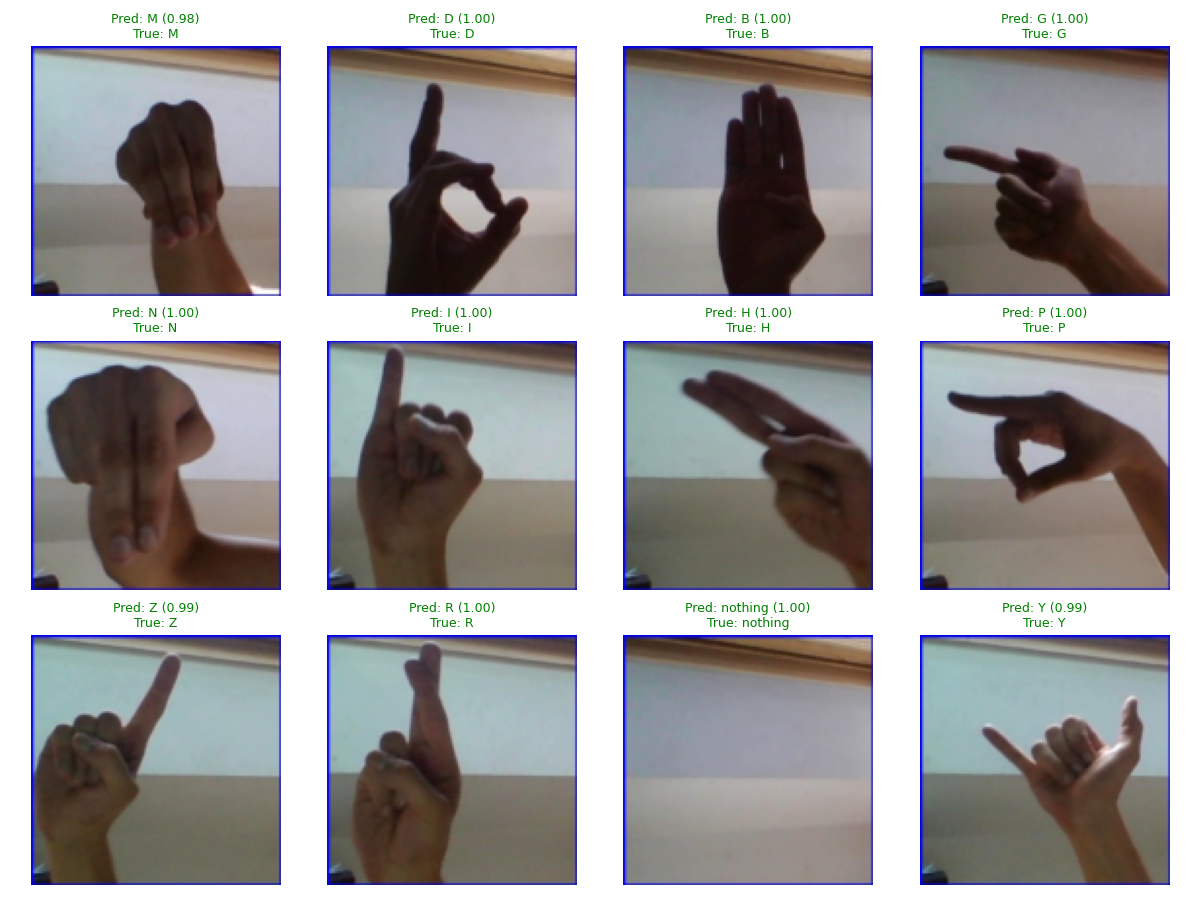 Pred: M (0.98)
True: M
Pred: D (1.00)
True: D
Pred: B (1.00)
True: B
Pred: G (1.00)
True: G
Pred: N (1.00)
True: N
Pred: I (1.00)
True: I
Pred: H (1.00)
True: H
Pred: P (1.00)
True: P
Pred: Z (0.99)
True: Z
Pred: R (1.00)
True: R
Pred: nothing (1.00)
True: nothing
Pred: Y (0.99)
True: Y